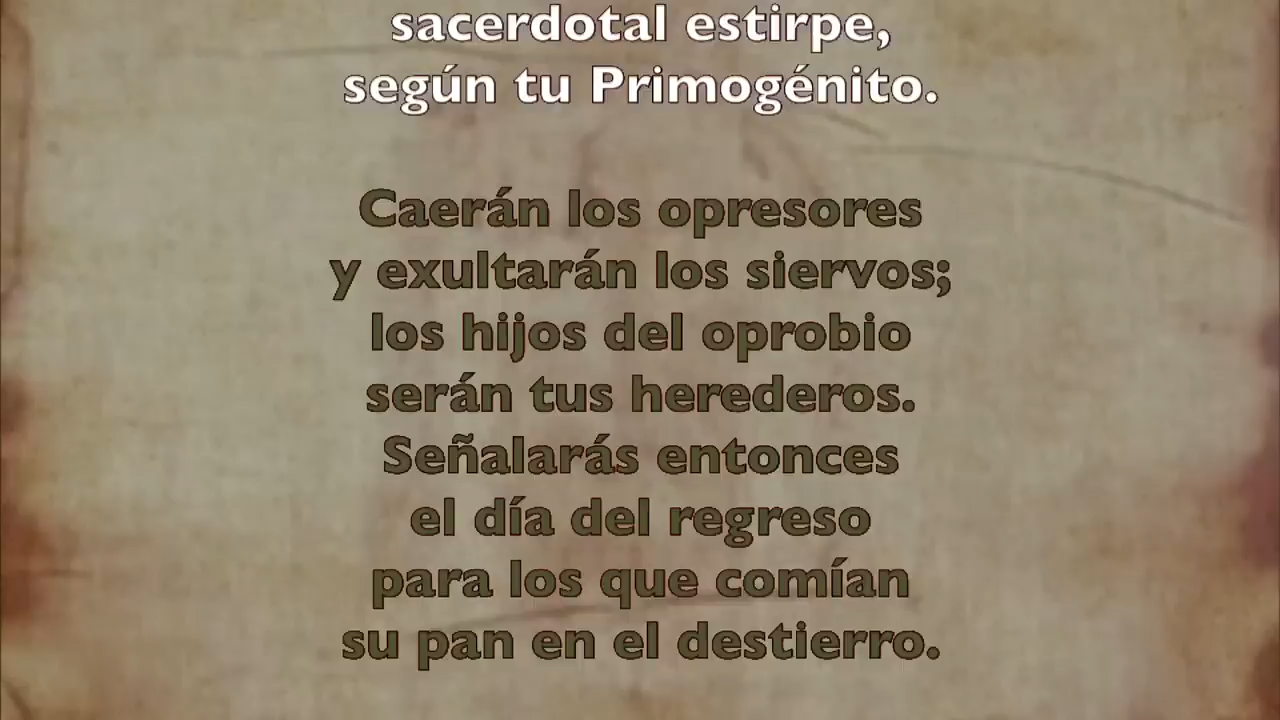 sacerdotal estirpe,
según tu Primogénito.
Caerán los opresores
y exultarán los siervos;
los hijos del oprobio
serán tus herederos.
Señalarás entonces
el día del regreso
para los que comían
su pan en el destierro.